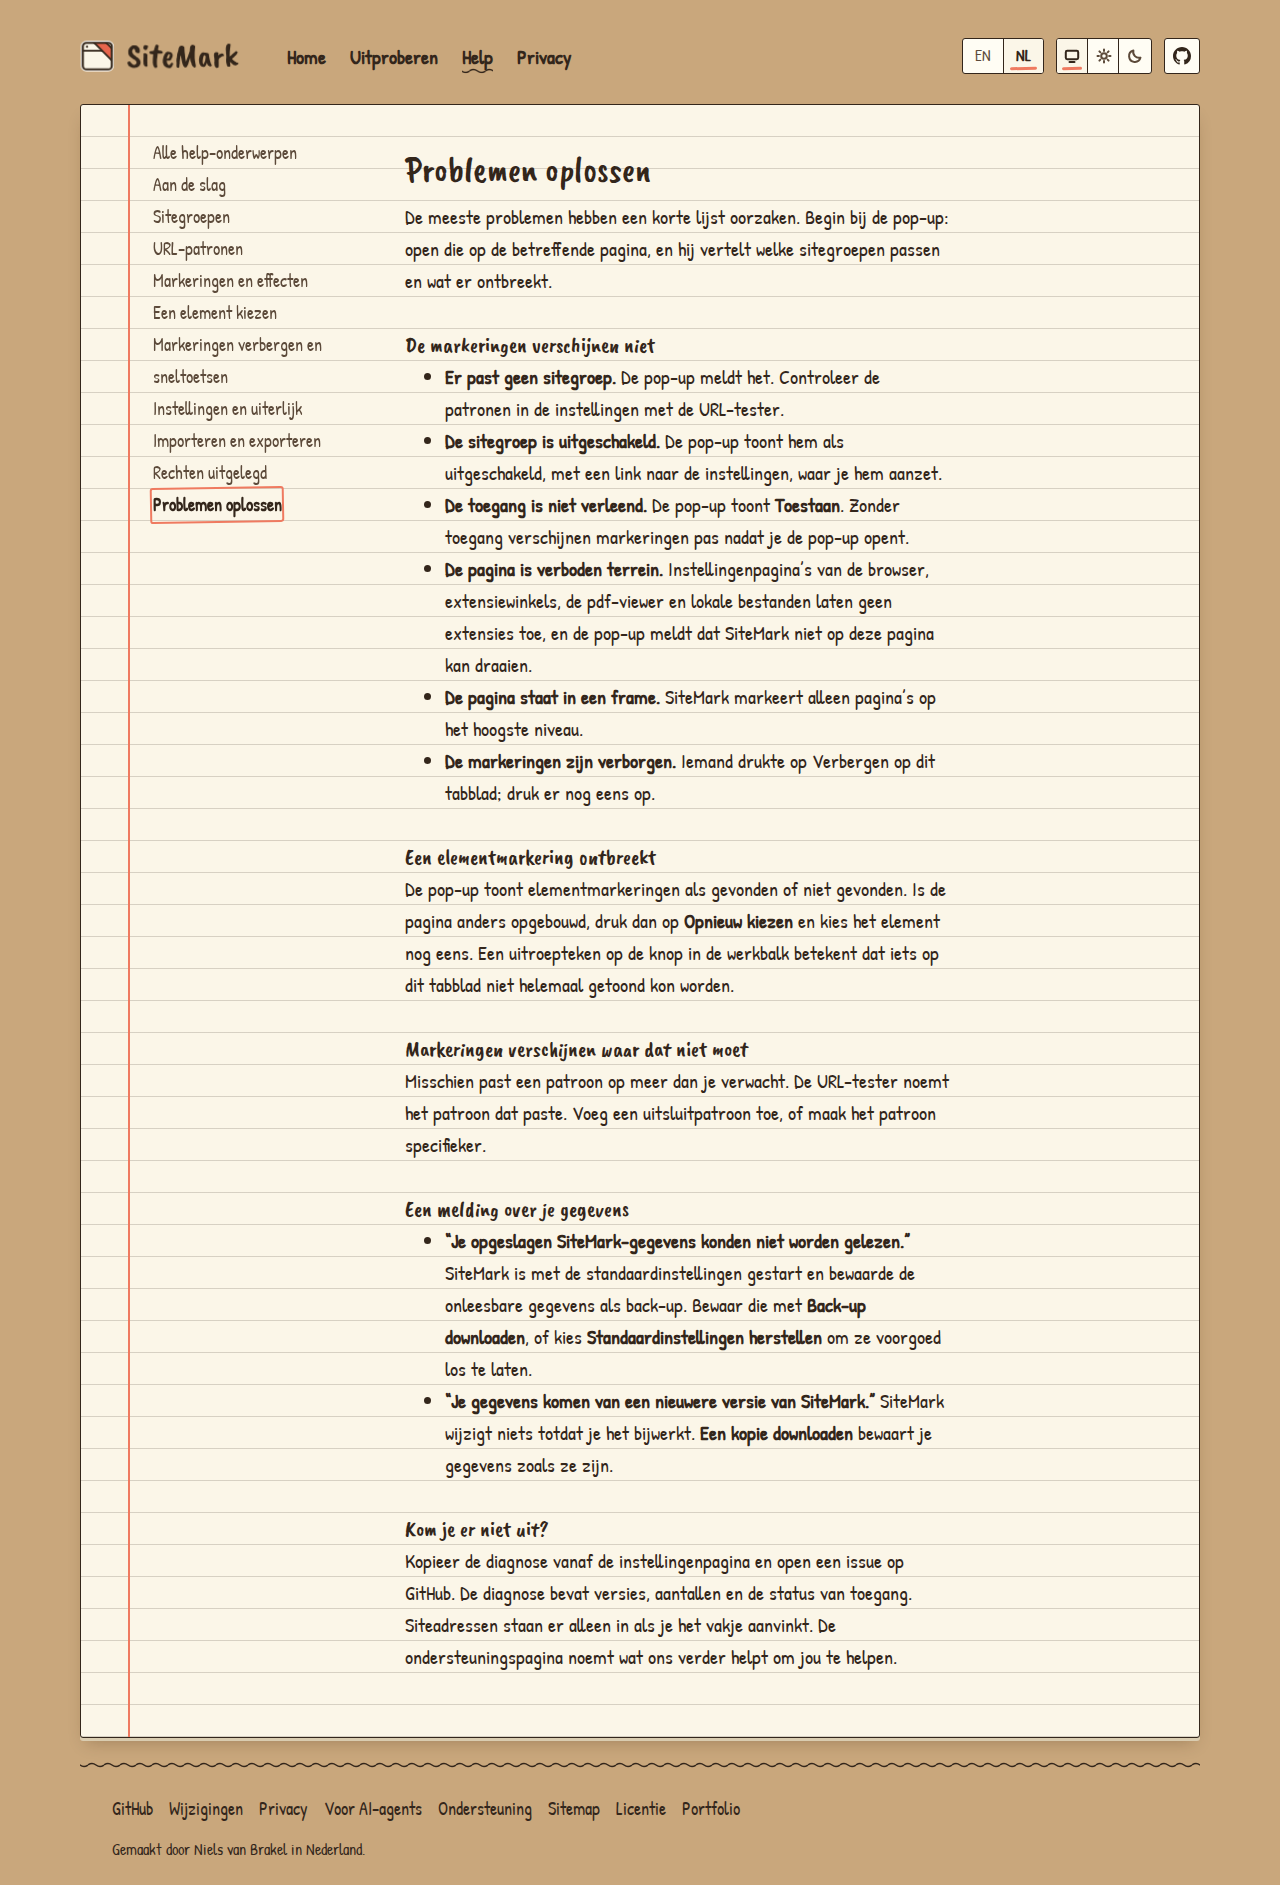 SiteMark
Home Uitproberen Help Privacy
EN NL
Alle help-onderwerpen
Aan de slag
Sitegroepen
URL-patronen
Markeringen en effecten
Een element kiezen
Markeringen verbergen en
sneltoetsen
Instellingen en uiterlijk
Importeren en exporteren
Rechten uitgelegd
Problemen oplossen
Problemen oplossen
De meeste problemen hebben een korte lijst oorzaken. Begin bij de pop-up:
open die op de betreffende pagina, en hij vertelt welke sitegroepen passen
en wat er ontbreekt.
De markeringen verschijnen niet
• Er past geen sitegroep. De pop-up meldt het. Controleer de
patronen in de instellingen met de URL-tester.
• De sitegroep is uitgeschakeld. De pop-up toont hem als
uitgeschakeld, met een link naar de instellingen, waar je hem aanzet.
• De toegang is niet verleend. De pop-up toont Toestaan. Zonder
toegang verschijnen markeringen pas nadat je de pop-up opent.
• De pagina is verboden terrein. Instellingenpagina's van de browser,
extensiewinkels, de pdf-viewer en lokale bestanden laten geen
extensies toe, en de pop-up meldt dat SiteMark niet op deze pagina
kan draaien.
• De pagina staat in een frame. SiteMark markeert alleen pagina's op
het hoogste niveau.
• De markeringen zijn verborgen. Iemand drukte op Verbergen op dit
tabblad; druk er nog eens op.
Een elementmarkering ontbreekt
De pop-up toont elementmarkeringen als gevonden of niet gevonden. Is de
pagina anders opgebouwd, druk dan op Opnieuw kiezen en kies het element
nog eens. Een uitroepteken op de knop in de werkbalk betekent dat iets op
dit tabblad niet helemaal getoond kon worden.
Markeringen verschijnen waar dat niet moet
Misschien past een patroon op meer dan je verwacht. De URL-tester noemt
het patroon dat paste. Voeg een uitsluitpatroon toe, of maak het patroon
specifieker.
Een melding over je gegevens
• "Je opgeslagen SiteMark-gegevens konden niet worden gelezen."
SiteMark is met de standaardinstellingen gestart en bewaarde de
onleesbare gegevens als back-up. Bewaar die met Back-up
downloaden, of kies Standaardinstellingen herstellen om ze voorgoed
los te laten.
• "Je gegevens komen van een nieuwere versie van SiteMark." SiteMark
wijzigt niets totdat je het bijwerkt. Een kopie downloaden bewaart je
gegevens zoals ze zijn.
Kom je er niet uit?
Kopieer de diagnose vanaf de instellingenpagina en open een issue op
GitHub. De diagnose bevat versies, aantallen en de status van toegang.
Siteadressen staan er alleen in als je het vakje aanvinkt. De
ondersteuningspagina noemt wat ons verder helpt om jou te helpen.
GitHub Wijzigingen Privacy Voor AI-agents Ondersteuning Sitemap Licentie Portfolio
Gemaakt door Niels van Brakel in Nederland.